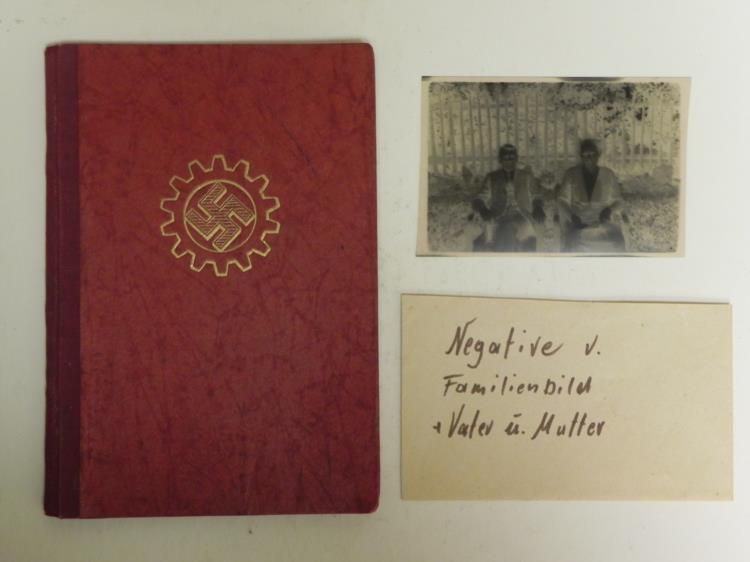 Negative v.
Familienbild
+ Vater u. Mutter